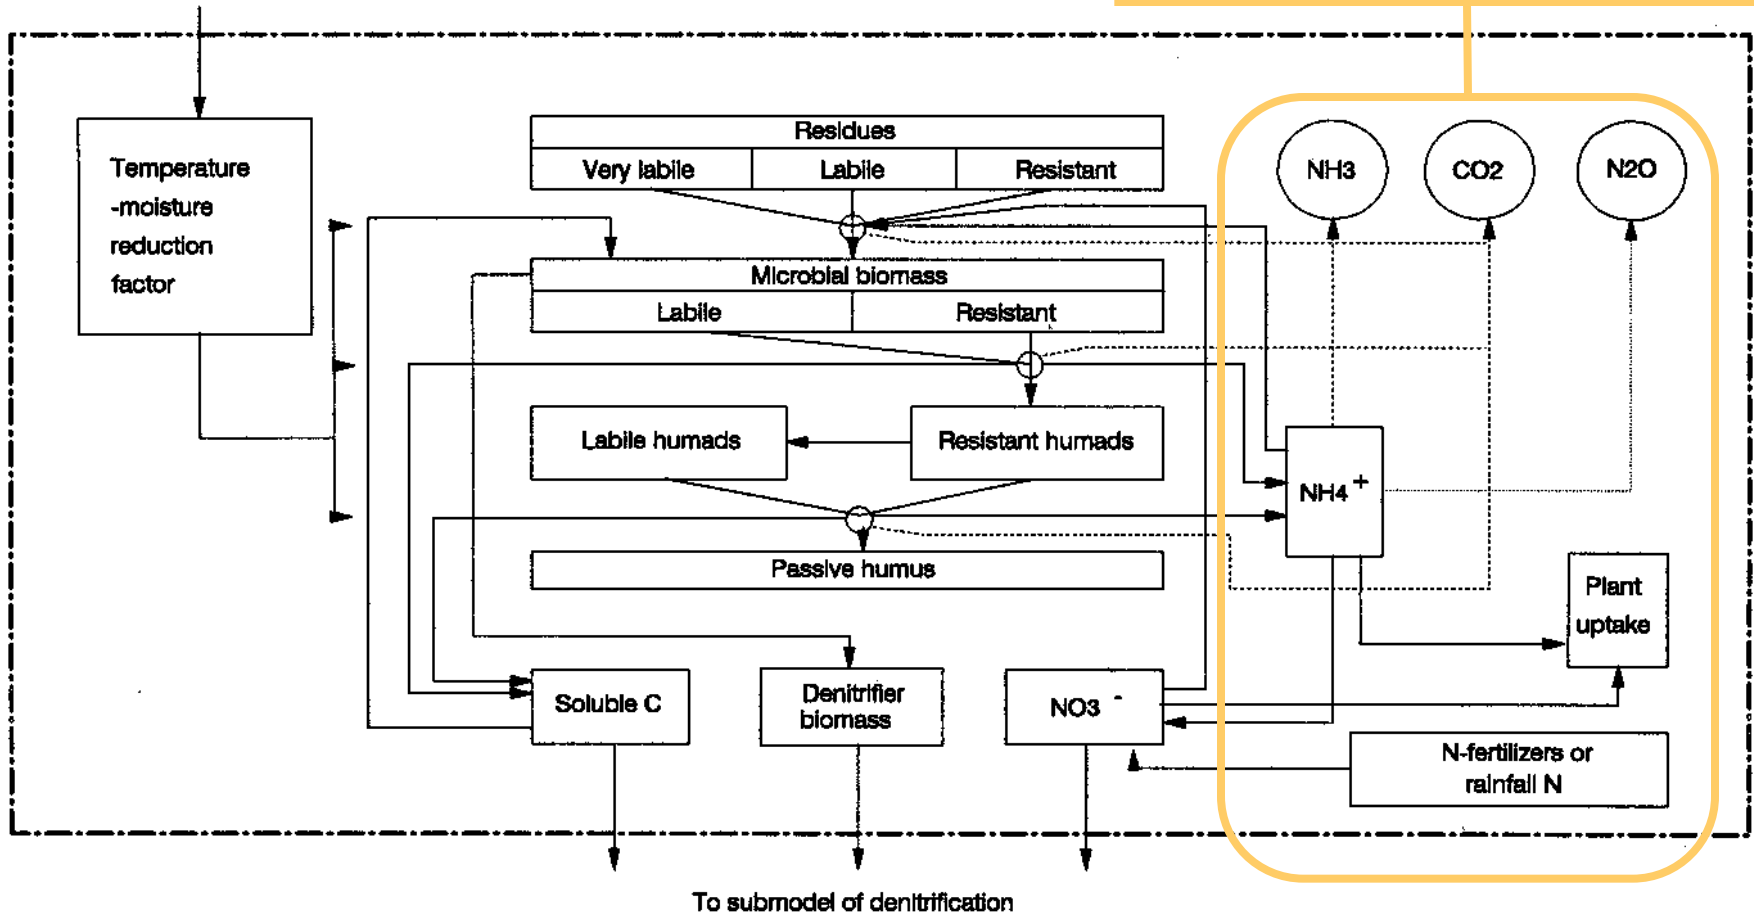 Temperature
-moisture
reduction
factor
Residues
Very labile
Labile
Resistant
Microbial biomass
Labile
Resistant
Labile humads
Resistant humads
Passive humus
Soluble C
Denitrifier
biomass
NO3 -
NH3
CO2
N2O
NH4 +
Plant
uptake
N-fertilizers or
rainfall N
To submodel of denitrification